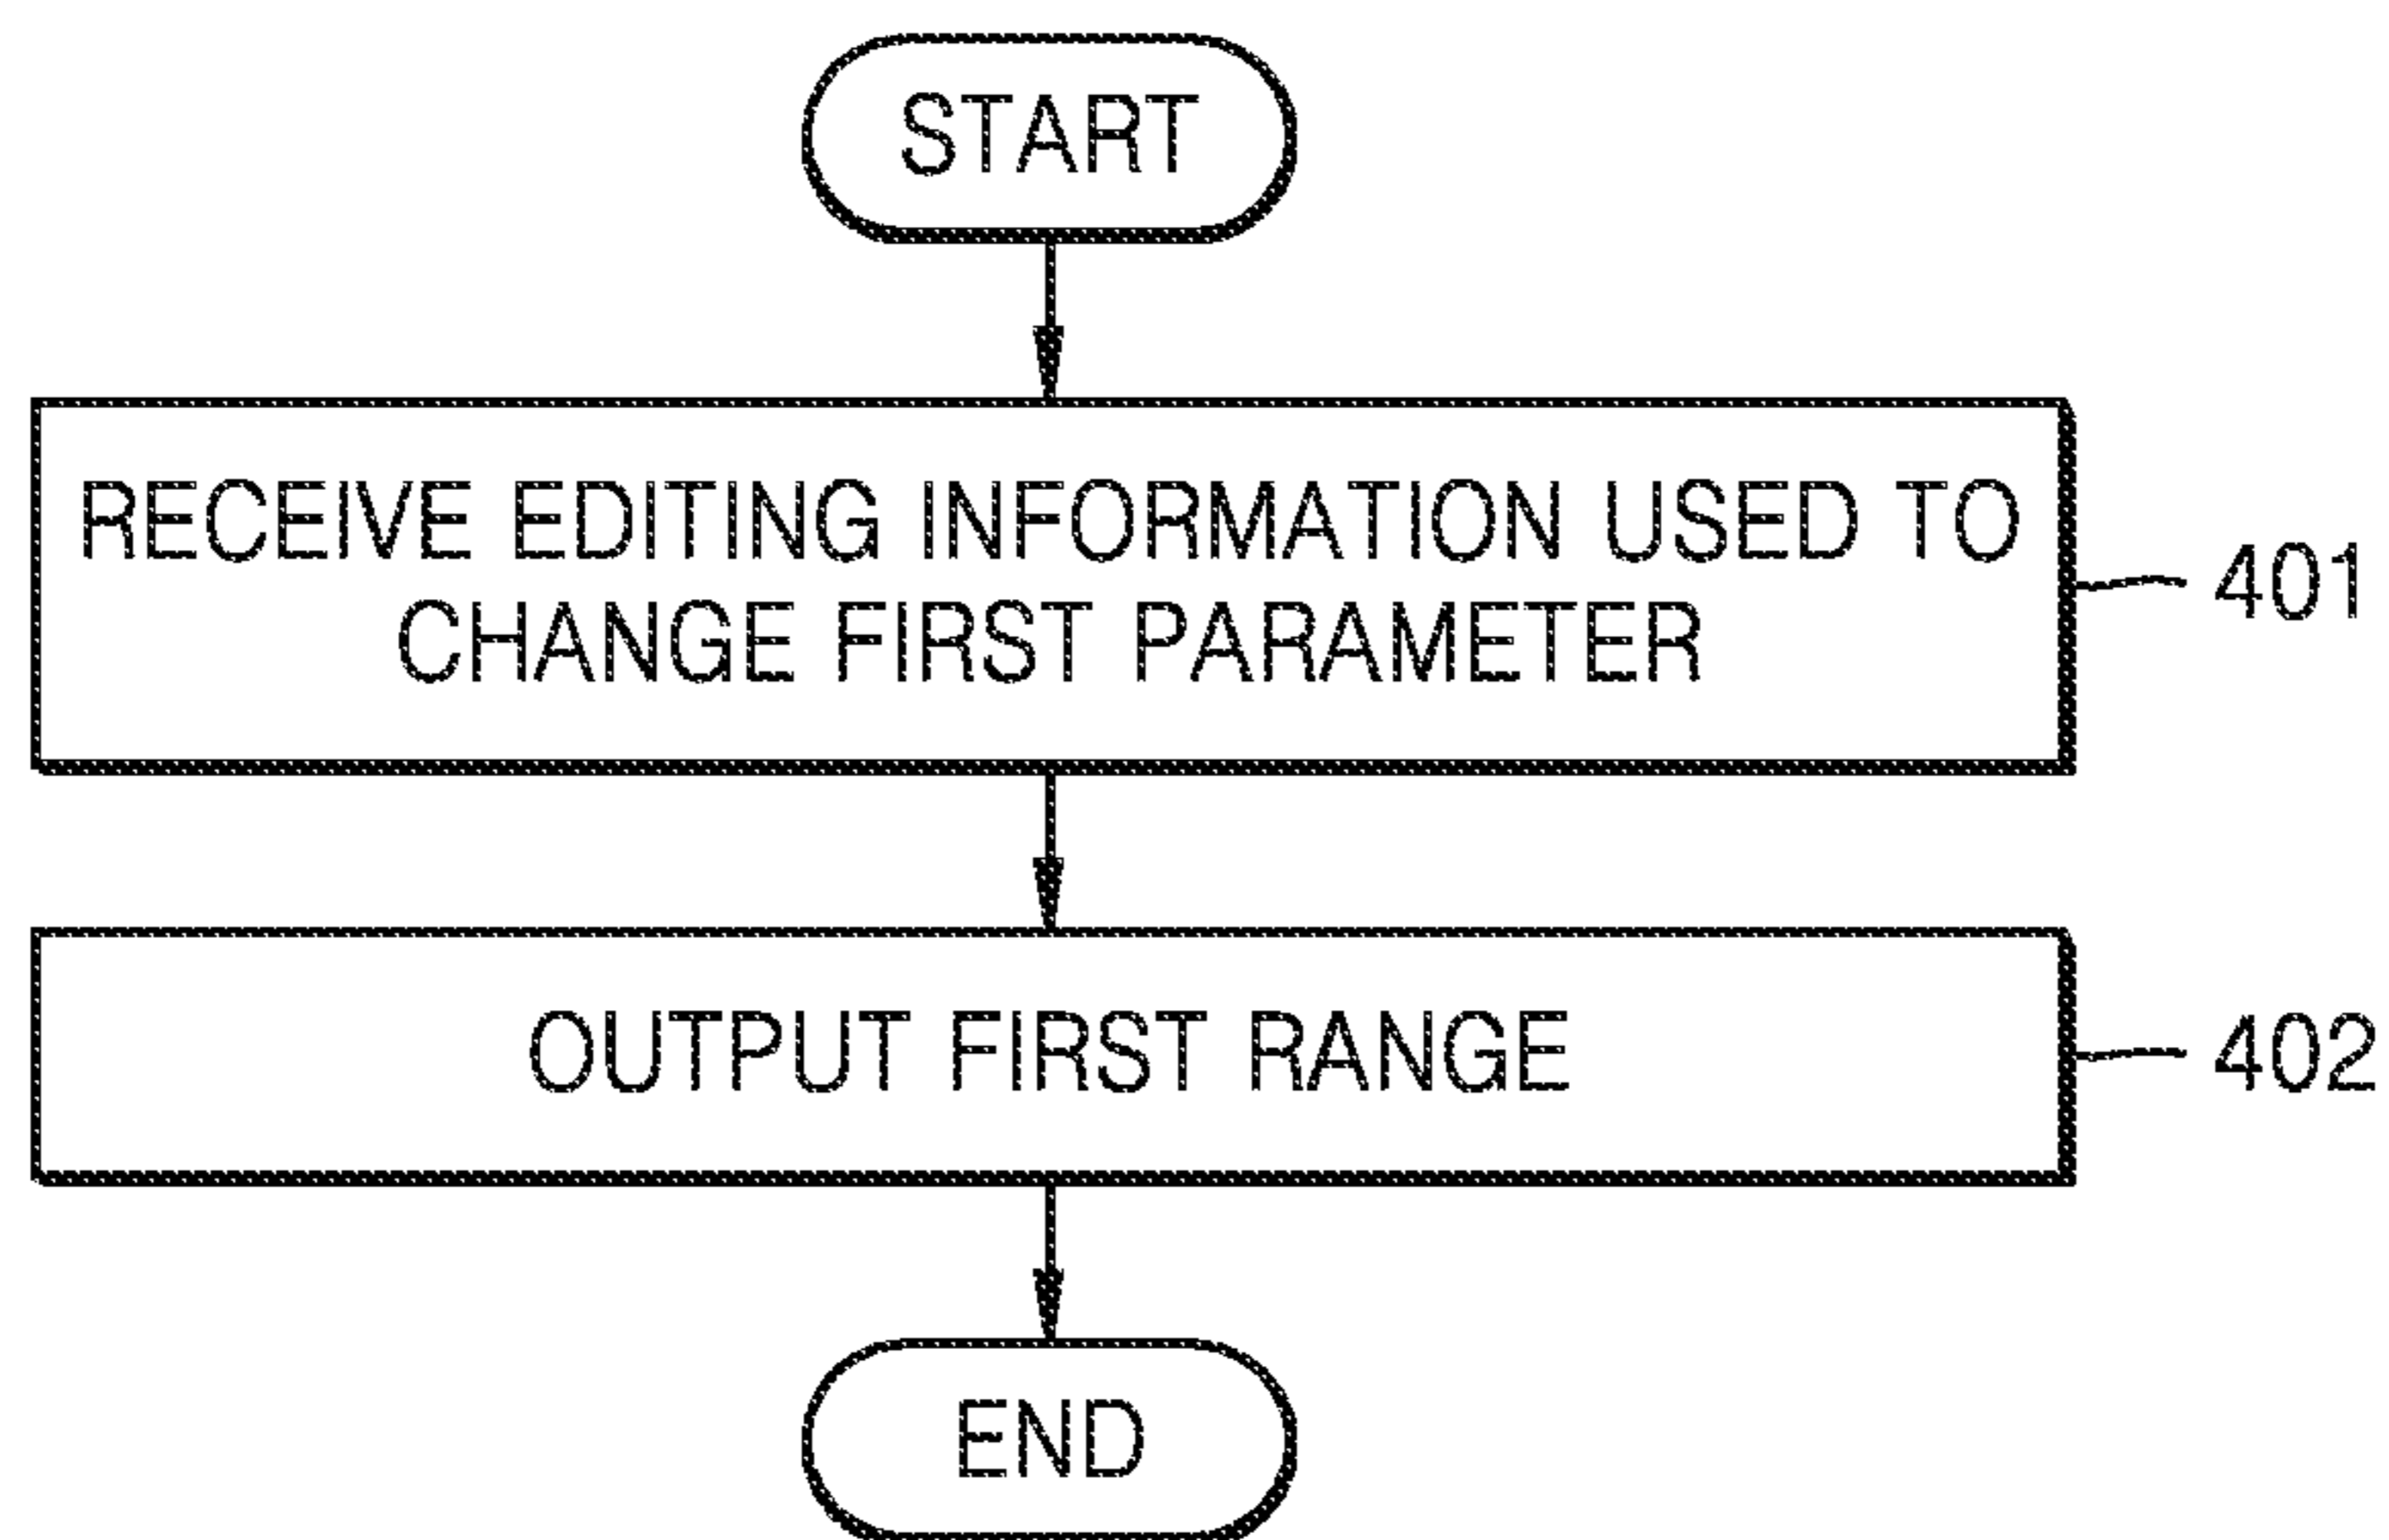 START
RECEIVE EDITING INFORMATION USED TO
CHANGE FIRST PARAMETER
401
OUTPUT FIRST RANGE
402
END